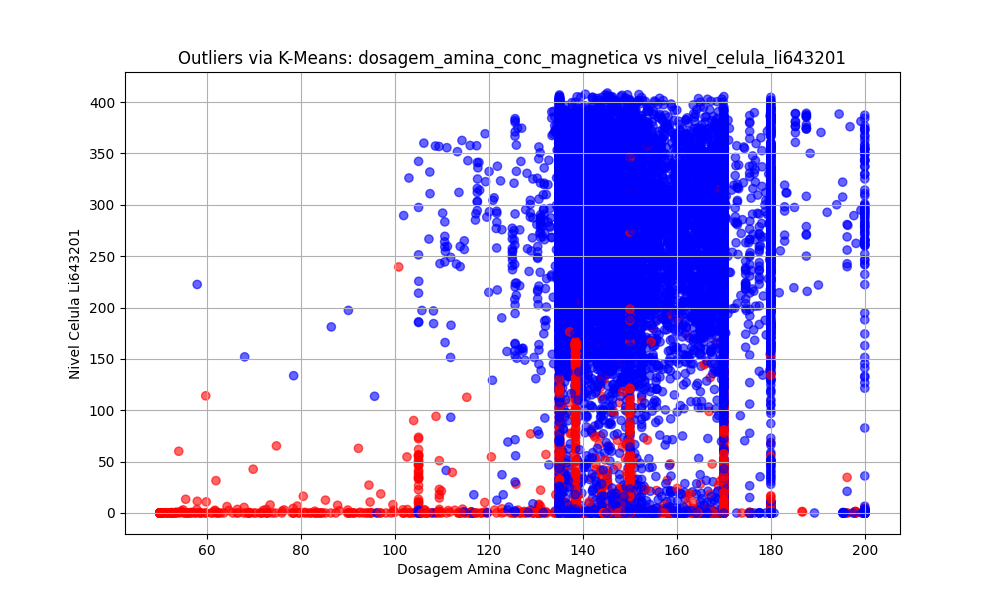 Outliers via K-Means: dosagem_amina_conc_magnetica vs nivel_celula_li643201
400
350
300
250
200
150
100
50
0
Nivel Celula Li643201
60 80 100 120 140 160 180 200
Dosagem Amina Conc Magnetica